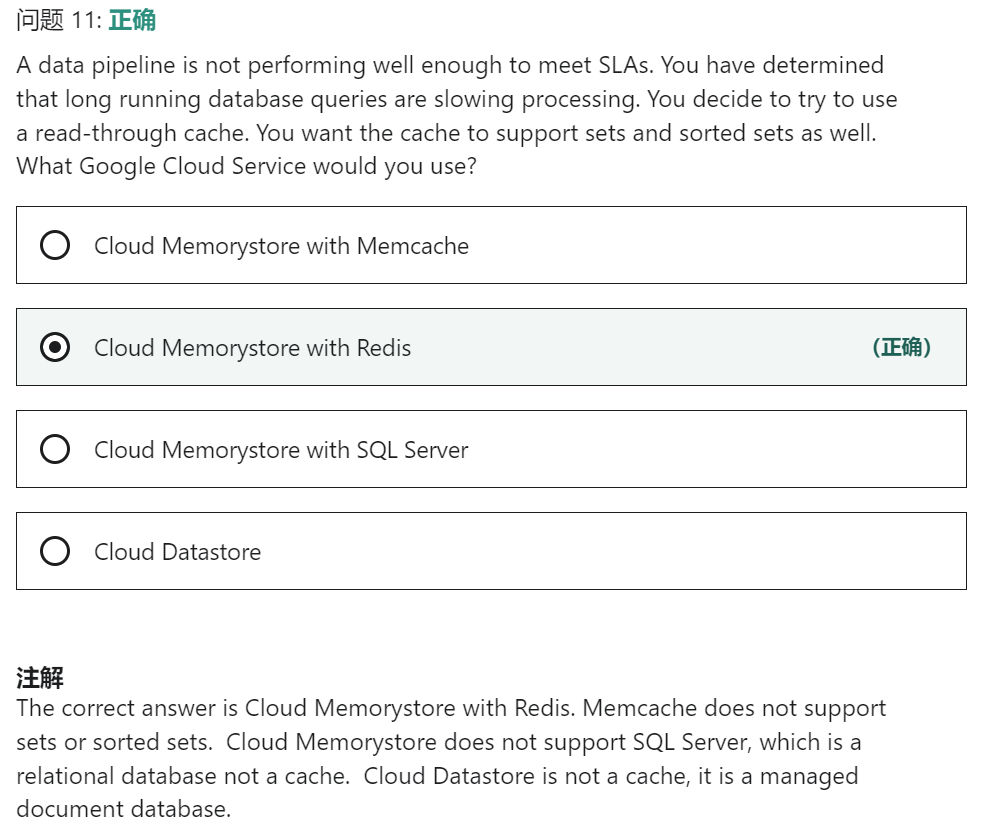 问题 11: 正确
A data pipeline is not performing well enough to meet SLAs. You have determined
that long running database queries are slowing processing. You decide to try to use
a read-through cache. You want the cache to support sets and sorted sets as well.
What Google Cloud Service would you use?
Cloud Memorystore with Memcache
Cloud Memorystore with Redis (正确)
Cloud Memorystore with SQL Server
Cloud Datastore
注解
The correct answer is Cloud Memorystore with Redis. Memcache does not support
sets or sorted sets.  Cloud Memorystore does not support SQL Server, which is a
relational database not a cache.  Cloud Datastore is not a cache, it is a managed
document database.